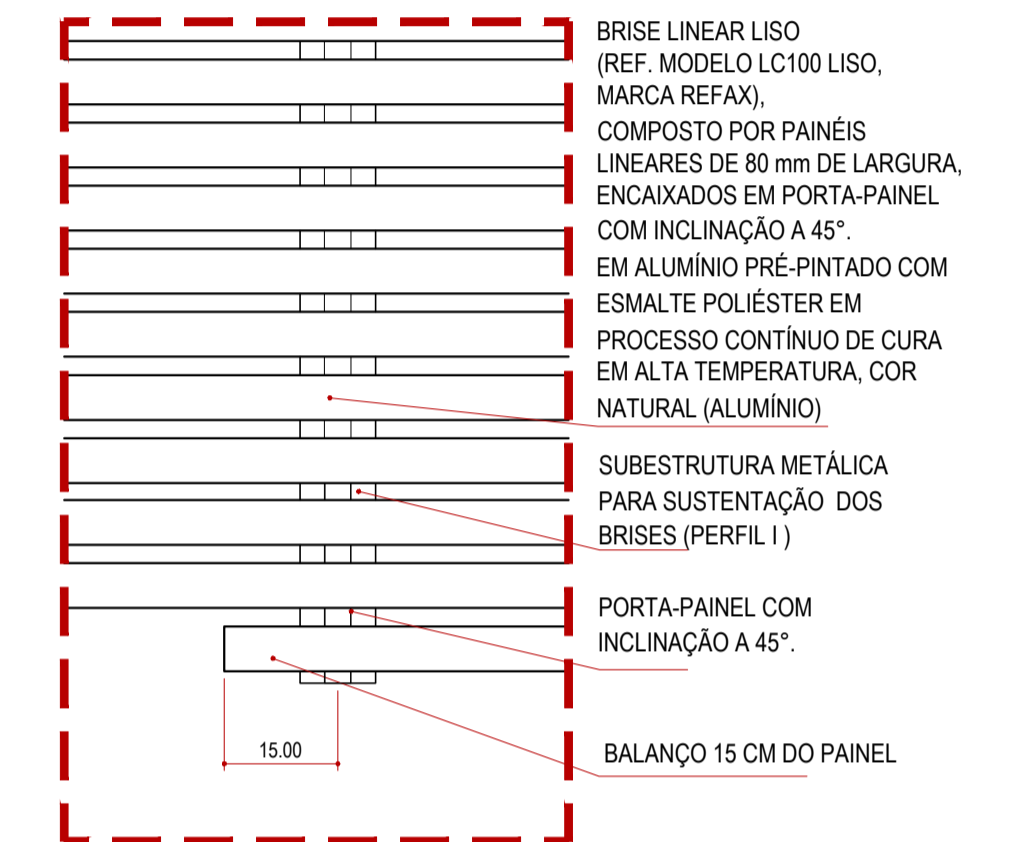 BRISE LINEAR LISO
(REF. MODELO LC100 LISO,
MARCA REFAX),
COMPOSTO POR PAINÉIS
LINEARES DE 80 mm DE LARGURA,
ENCAIXADOS EM PORTA-PAINEL
COM INCLINAÇÃO A 45°.
EM ALUMÍNIO PRÉ-PINTADO COM
ESMALTE POLIÉSTER EM
PROCESSO CONTÍNUO DE CURA
EM ALTA TEMPERATURA, COR
NATURAL (ALUMÍNIO)
SUBESTRUTURA METÁLICA
PARA SUSTENTAÇÃO DOS
BRISES (PERFIL I )
PORTA-PAINEL COM
INCLINAÇÃO A 45°.
15.00
BALANÇO 15 CM DO PAINEL